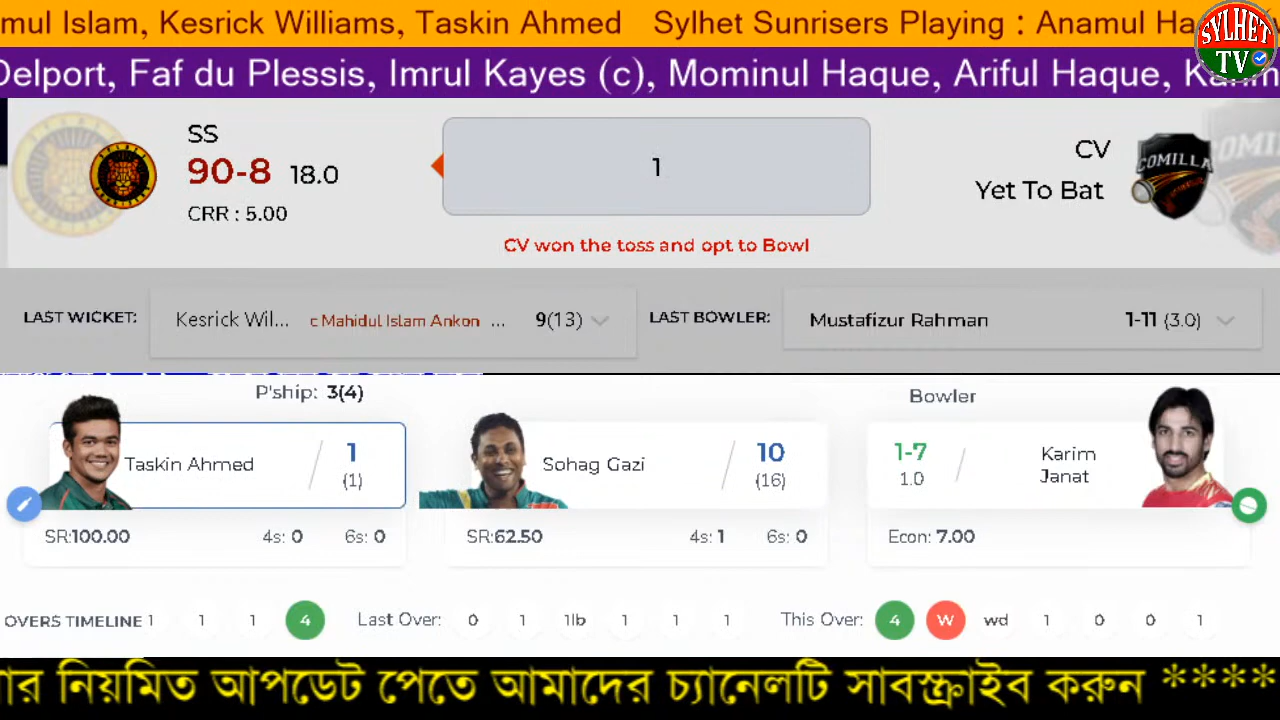 mul Islam, Kesrick Williams, Taskin Ahmed Sylhet Sunrisers Playing : Anamul Ha
SYLHET
TV
Delport, Faf du Plessis, Imrul Kayes (c), Mominul Haque, Ariful Haque, Karim
SS
90-8 18.0
CRR : 5.00
1
CV won the toss and opt to Bowl
CV
Yet To Bat
COMILLA
LAST WICKET: Kesrick Wil... c Mahidul Islam Ankon ... 9(13)
LAST BOWLER: Mustafizur Rahman 1-11 (3.0)
P'ship: 3(4)
Bowler
Taskin Ahmed 1 (1)
SR:100.00 4s: 0 6s: 0
Sohag Gazi 10 (16)
SR:62.50 4s: 1 6s: 0
1-7 1.0 Karim Janat
Econ: 7.00
OVERS TIMELINE 1 1 1 4 Last Over: 0 1 1lb 1 1 1 This Over: 4 W wd 1 0 0 1
ার নিয়মিত আপডেট পেতে আমাদের চ্যানেলটি সাবস্ক্রাইব করুন ****